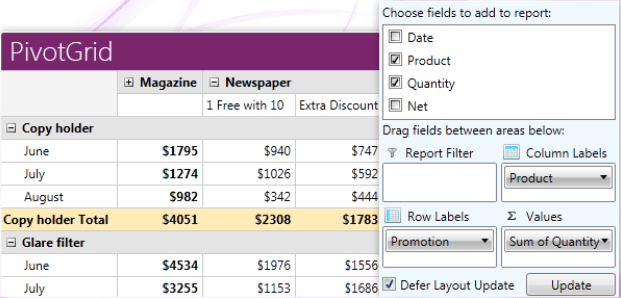 PivotGrid
Magazine Newspaper
1 Free with 10 Extra Discount
Copy holder
June $1795 $940 $747
July $1274 $1026 $592
August $982 $342 $444
Copy holder Total $4051 $2308 $1783
Glare filter
June $4534 $1976 $1556
July $3255 $1153 $1686
Choose fields to add to report:
Date
Product
Quantity
Net
Drag fields between areas below:
Report Filter Column Labels
Product
Row Labels Σ Values
Promotion Sum of Quantity
Defer Layout Update Update